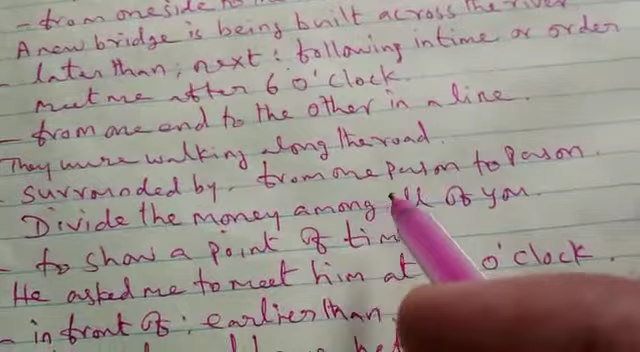 - from one side to
A new bridge is being built across the river
- later than; next; following in time or order
meet me after 6 o'clock.
- from one end to the other in a line.
They were walking along the road.
- surrounded by. from one person to person.
Divide the money among all of you.
- to show a point of time
He asked me to meet him at o'clock.
- in front of; earlier than